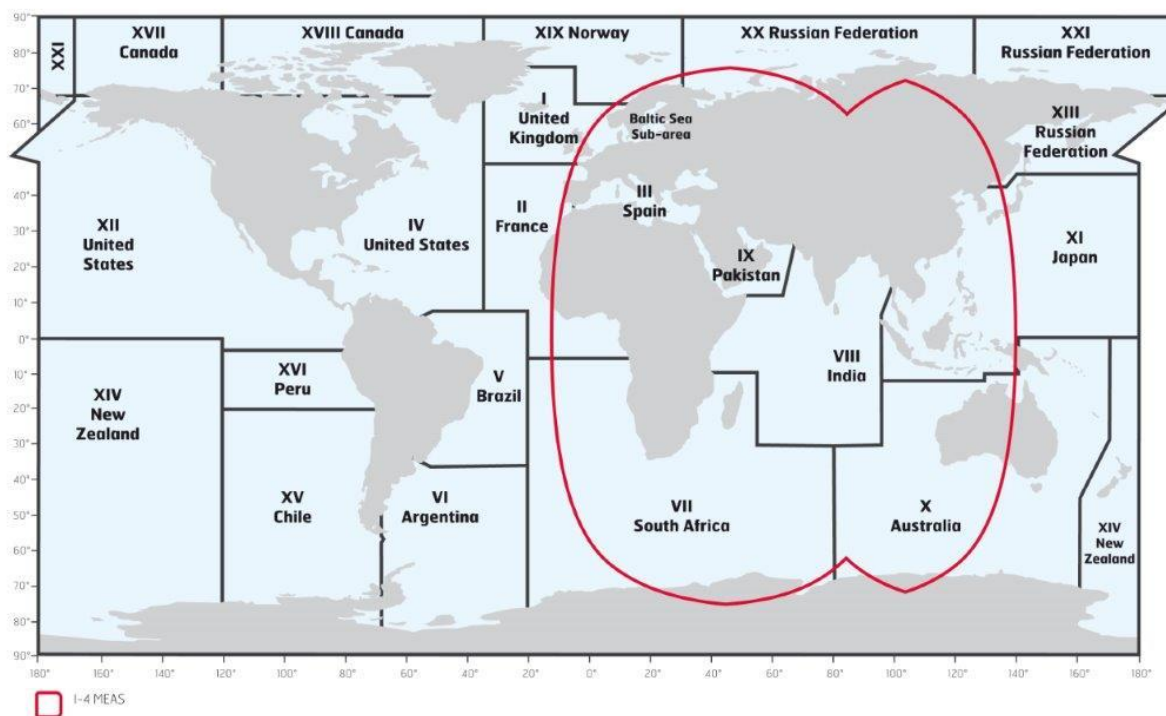 90°
80°
70°
60°
40°
30°
20°
10°
0°
10°
20°
30°
40°
50°
60°
70°
80°
90°
XXI
XVII
Canada
XVIII Canada
XIX Norway
XX Russian Federation
XXI
Russian Federation
I
United
Kingdom
Baltic Sea
Sub-area
XIII
Russian
Federation
XII
United
States
IV
United States
II
France
III
Spain
IX
Pakistan
XI
Japan
XVI
Peru
V
Brazil
VIII
India
XIV
New
Zealand
XV
Chile
VI
Argentina
VII
South Africa
X
Australia
XIV
New
Zealand
180° 160° 140° 120° 100° 80° 60° 40° 20° 0° 20° 40° 60° 80° 100° 120° 140° 160° 180°
I-4 MEAS